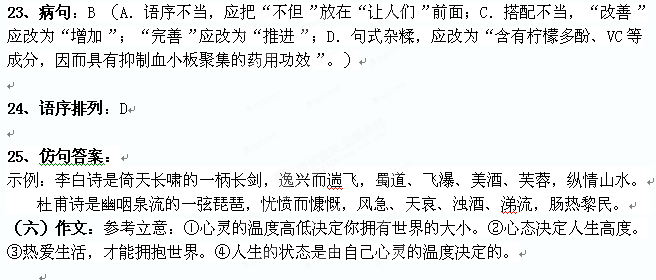 23、病句：B （A．语序不当，应把“不但”放在“让人们”前面；C．搭配不当，“改善”
应改为“增加”；“完善”应改为“推进”；D．句式杂糅，应改为“含有柠檬多酚、VC等
成分，因而具有抑制血小板聚集的药用功效”。）
24、语序排列：D
25、仿句答案：
示例：李白诗是倚天长啸的一柄长剑，逸兴而遄飞，蜀道、飞瀑、美酒、芙蓉，纵情山水。
杜甫诗是幽咽泉流的一弦琵琶，忧愤而慷慨，风急、天哀、浊酒、涕流，肠热黎民。
（六）作文：参考立意：①心灵的温度高低决定你拥有世界的大小。②心态决定人生高度。
③热爱生活，才能拥抱世界。④人生的状态是由自己心灵的温度决定的。